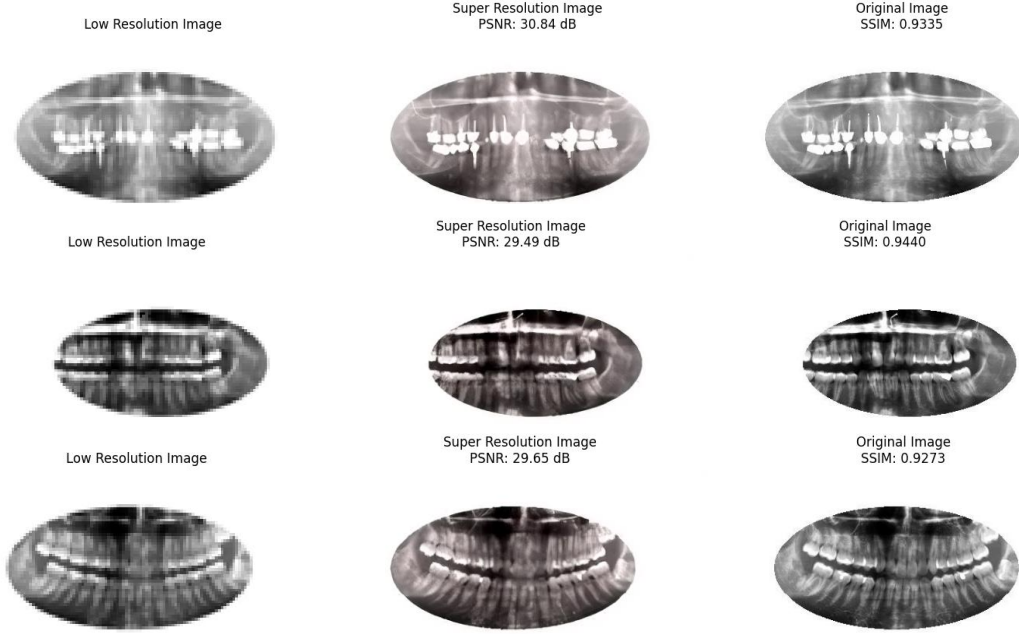 Low Resolution Image
Super Resolution Image
PSNR: 30.84 dB
Original Image
SSIM: 0.9335
Low Resolution Image
Super Resolution Image
PSNR: 29.49 dB
Original Image
SSIM: 0.9440
Low Resolution Image
Super Resolution Image
PSNR: 29.65 dB
Original Image
SSIM: 0.9273